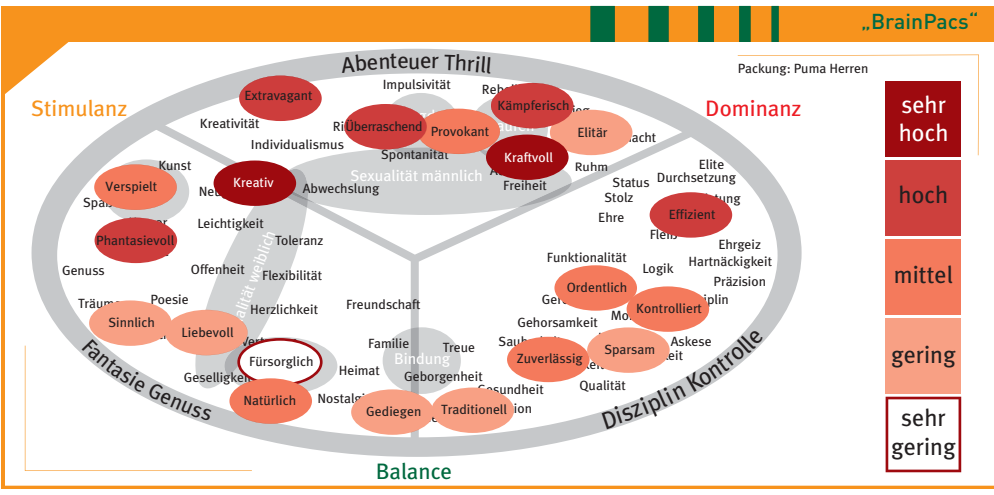 „BrainPacs“
Packung: Puma Herren
Stimulanz
Dominanz
Balance
Abenteuer Thrill
Fantasie Genuss
Disziplin Kontrolle
Extravagant
Impulsivität
Kämpferisch
Kreativität
Überraschend
Provokant
Elitär
Individualismus
Spontanität
Kraftvoll
Ruhm
Sexualität männlich
Freiheit
Kunst
Verspielt
Kreativ
Abwechslung
Leichtigkeit
Phantasievoll
Toleranz
Genuss
Offenheit
Flexibilität
Poesie
Herzlichkeit
Sinnlich
Liebevoll
Fürsorglich
Natürlich
Freundschaft
Familie
Treue
Bindung
Heimat
Geborgenheit
Gediegen
Traditionell
Elite
Durchsetzung
Status
Stolz
Ehre
Effizient
Ehrgeiz
Hartnäckigkeit
Präzision
Funktionalität
Logik
Ordentlich
Kontrolliert
Gehorsamkeit
Zuverlässig
Sparsam
Askese
Qualität
sehr
hoch
hoch
mittel
gering
sehr
gering